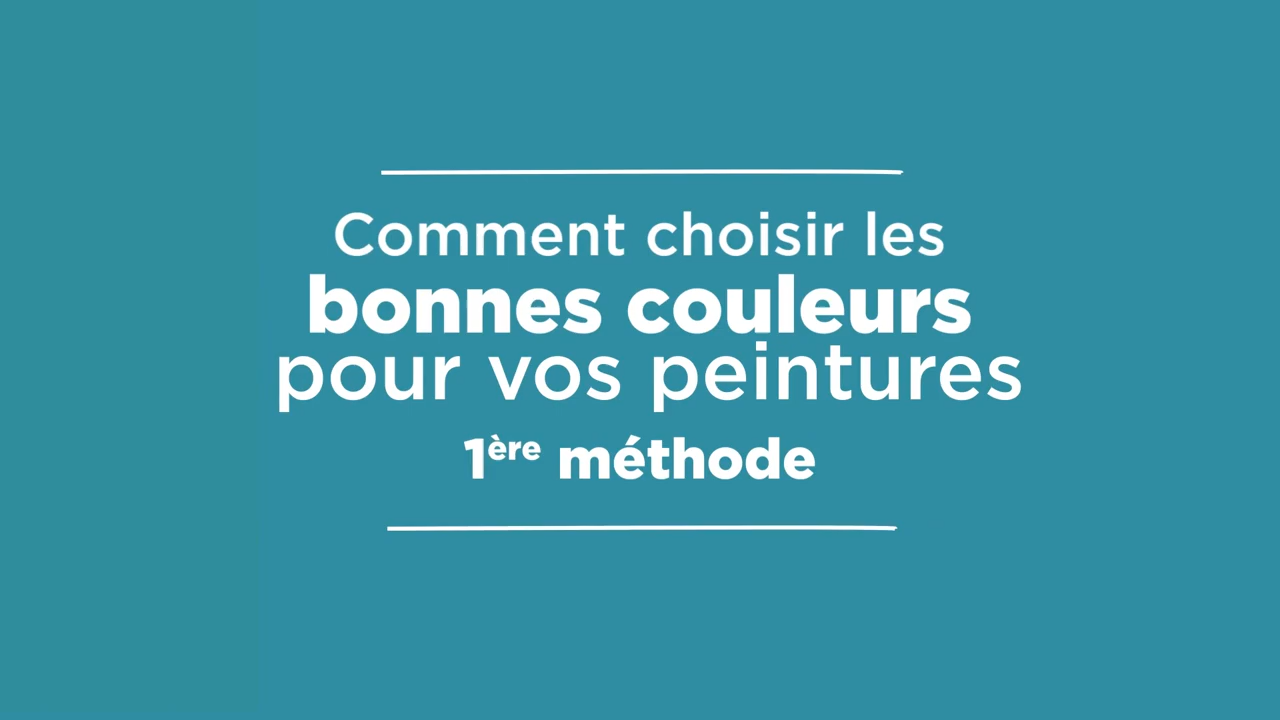 Comment choisir les
bonnes couleurs
pour vos peintures
1ère méthode